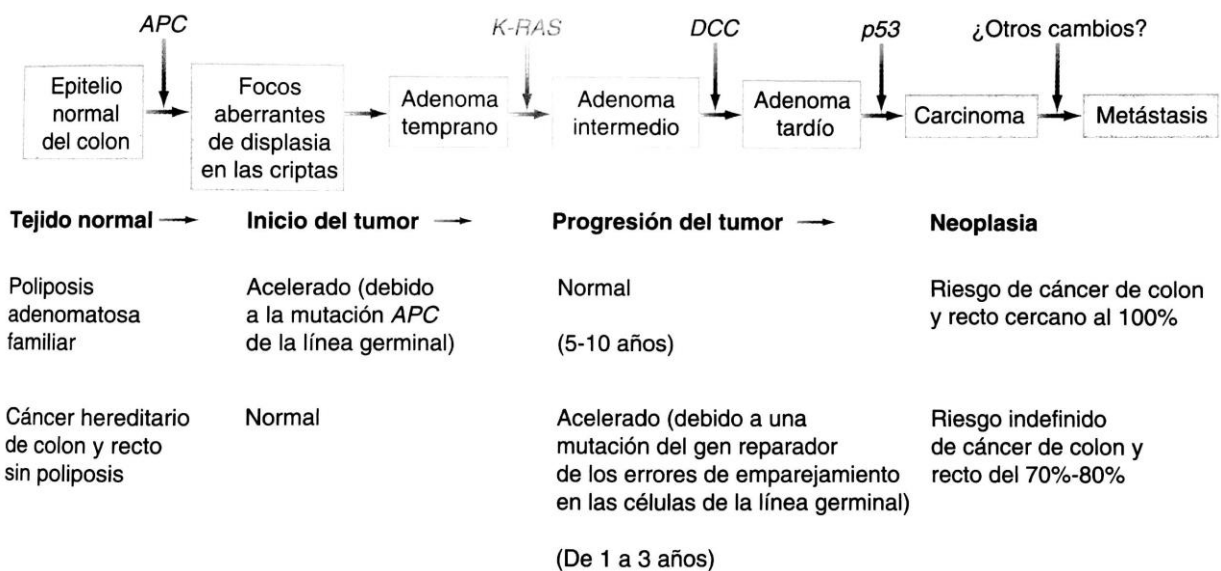 APC
K-RAS
DCC
p53
¿Otros cambios?
Epitelio
normal
del colon
Focos
aberrantes
de displasia
en las criptas
Adenoma
temprano
Adenoma
intermedio
Adenoma
tardío
Carcinoma
Metástasis
Tejido normal
Inicio del tumor
Progresión del tumor
Neoplasia
Poliposis
adenomatosa
familiar
Acelerado (debido
a la mutación APC
de la línea germinal)
Normal
(5-10 años)
Riesgo de cáncer de colon
y recto cercano al 100%
Cáncer hereditario
de colon y recto
sin poliposis
Normal
Acelerado (debido a una
mutación del gen reparador
de los errores de emparejamiento
en las células de la línea germinal)
(De 1 a 3 años)
Riesgo indefinido
de cáncer de colon y
recto del 70%-80%